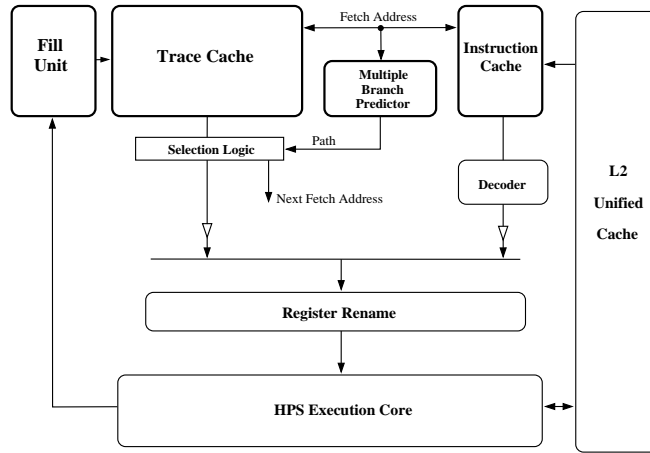 Fetch Address
Fill
Unit
Trace Cache
Instruction
Cache
Multiple
Branch
Predictor
Path
Selection Logic
L2
Unified
Cache
Decoder
Next Fetch Address
Register Rename
HPS Execution Core